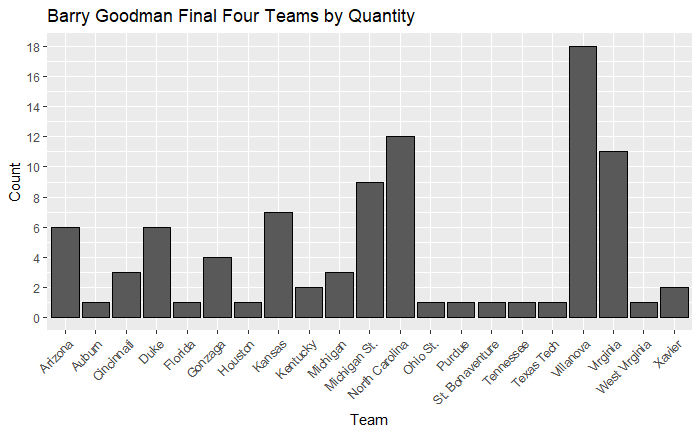 Barry Goodman Final Four Teams by Quantity
Count
18
16
14
12
10
8
6
4
2
0
Arizona
Auburn
Cincinnati
Duke
Florida
Gonzaga
Houston
Kansas
Kentucky
Michigan
Michigan St.
North Carolina
Ohio St.
Purdue
St. Bonaventure
Tennessee
Texas Tech
Villanova
Virginia
West Virginia
Xavier
Team